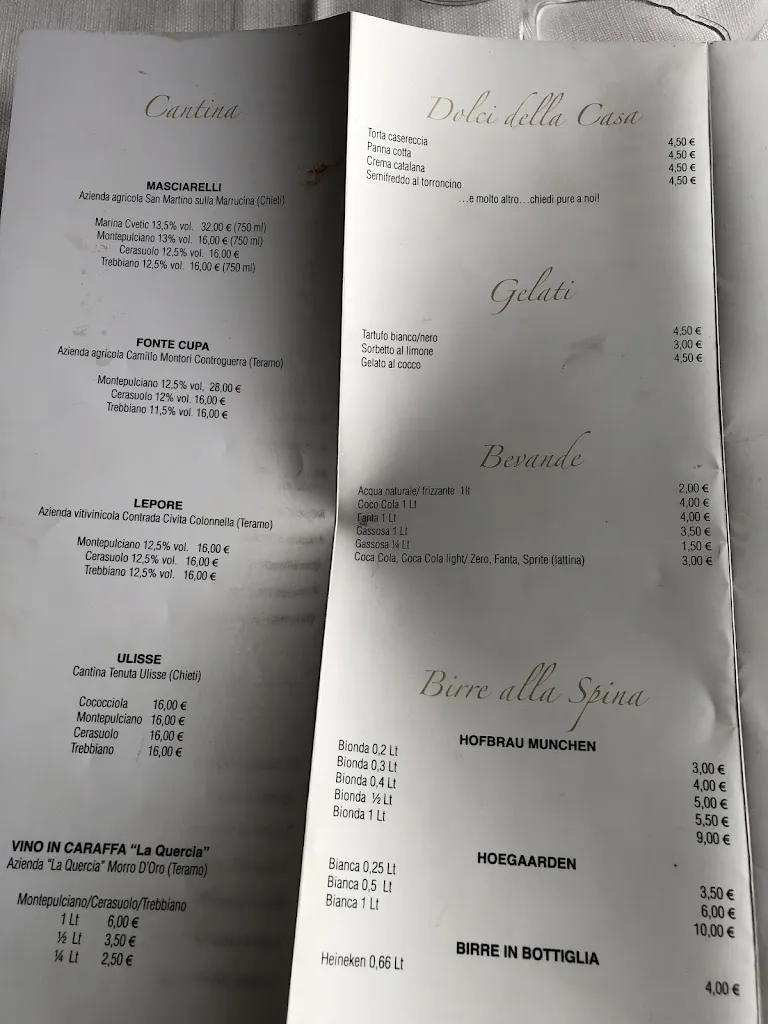 Cantina
MASCIARELLI
Azienda agricola San Martino sulla Marrucina (Chieti)
Marina Cvetic 13,5% vol. 32,00 € (750 ml)
Montepulciano 13% vol. 16,00 € (750 ml)
Cerasuolo 12,5% vol. 16,00 €
Trebbiano 12,5% vol. 16,00 € (750 ml)
FONTE CUPA
Azienda agricola Camillo Montori Controguerra (Teramo)
Montepulciano 12,5% vol, 28,00 €
Cerasuolo 12% vol. 16,00 €
Trebbiano 11,5% vol. 16,00 €
LEPORE
Azienda vitivinicola Contrada Civita Colonnella (Teramo)
Montepulciano 12,5% vol. 16,00 €
Cerasuolo 12,5% vol. 16,00 €
Trebbiano 12,5% vol. 16,00 €
ULISSE
Cantina Tenuta Ulisse (Chieti)
Cococciola 16,00 €
Montepulciano 16,00 €
Cerasuolo 16,00 €
Trebbiano 16,00 €
VINO IN CARAFFA “La Quercia”
Azienda “La Quercia” Morro D'Oro (Teramo)
Montepulciano/Cerasuolo/Trebbiano
1 Lt 6,00 €
½ Lt 3,50 €
¼ Lt 2,50 €
Dolci della Casa
Torta casereccia 4,50 €
Panna cotta 4,50 €
Crema catalana 4,50 €
Semifreddo al torroncino 4,50 €
...e molto altro...chiedi pure a noi!
Gelati
Tartufo bianco/nero 4,50 €
Sorbetto al limone 3,00 €
Gelato al cocco 4,50 €
Bevande
Acqua naturale/ frizzante 1lt 2,00 €
Coco Cola 1 Lt 4,00 €
Fanta 1 Lt 4,00 €
Gassosa 1 Lt 3,50 €
Gassosa ¼ Lt 1,50 €
Coca Cola, Coca Cola light/ Zero, Fanta, Sprite (lattina) 3,00 €
Birre alla Spina
HOFBRAU MUNCHEN
Bionda 0,2 Lt 3,00 €
Bionda 0,3 Lt 4,00 €
Bionda 0,4 Lt 5,00 €
Bionda ½ Lt 5,50 €
Bionda 1 Lt 9,00 €
HOEGAARDEN
Bianca 0,25 Lt 3,50 €
Bianca 0,5 Lt 6,00 €
Bianca 1 Lt 10,00 €
BIRRE IN BOTTIGLIA
Heineken 0,66 Lt 4,00 €